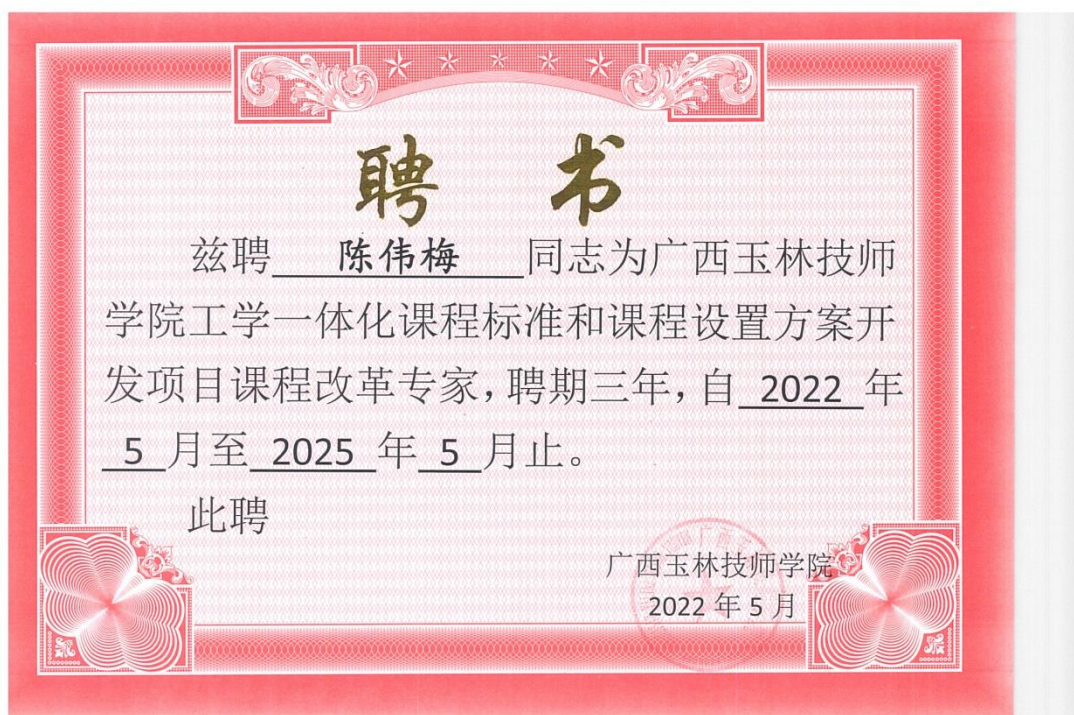 聘 书
兹聘 陈伟梅 同志为广西玉林技师
学院工学一体化课程标准和课程设置方案开
发项目课程改革专家,聘期三年,自 2022 年
5 月至 2025 年 5 月止。
此聘
广西玉林技师学院
2022 年 5 月